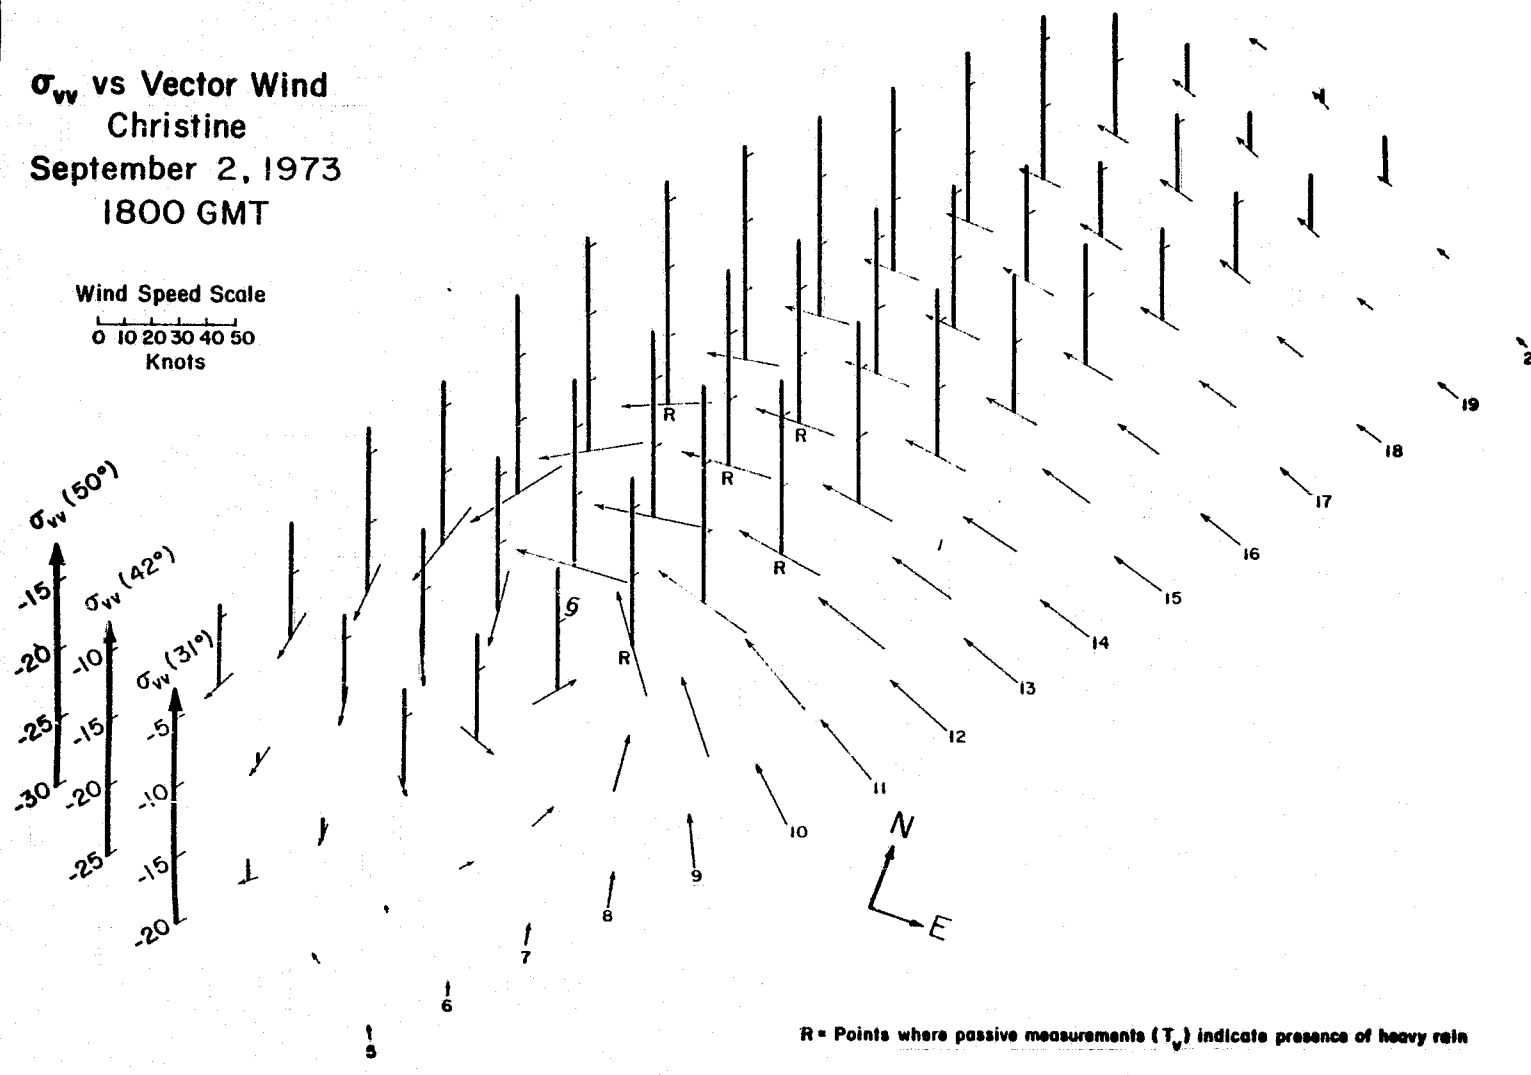 σvv vs Vector Wind
Christine
September 2, 1973
1800 GMT
Wind Speed Scale
0 10 20 30 40 50
Knots
σvv (50°)
-15
-20
-25
-30
σvv (42°)
-10
-15
-20
-25
σvv (31°)
-5
-10
-15
-20
R
R
R
R
R
5
6
7
8
9
10
11
12
13
14
15
16
17
18
19
2
N
E
R = Points where passive measurements (Tv) indicate presence of heavy rain